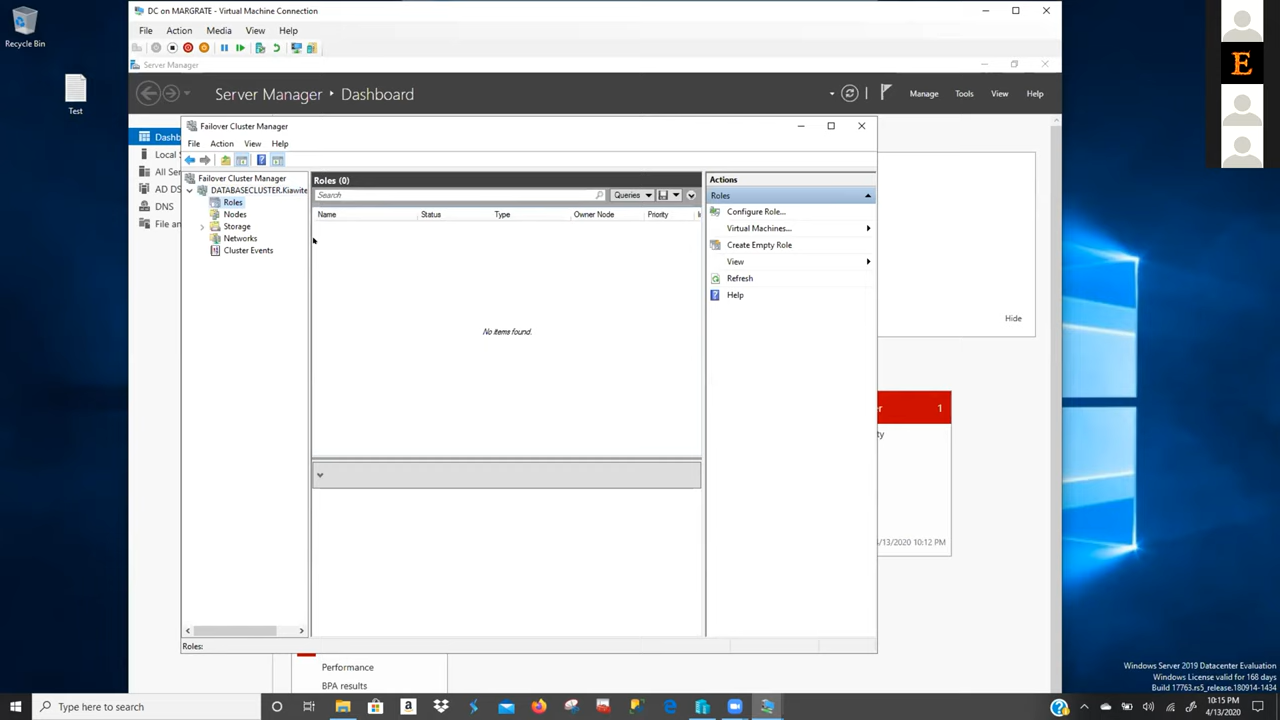 DC on MARGRATE - Virtual Machine Connection
File Action Media View Help
Recycle Bin
Test
Server Manager
Server Manager ‣ Dashboard
Manage Tools View Help
Dashb
Local S
All Ser
AD DS
DNS
File an
Failover Cluster Manager
File Action View Help
Failover Cluster Manager
DATABASECLUSTER.Kiawite
Roles
Nodes
Storage
Networks
Cluster Events
Roles (0)
Search
Queries
Name Status Type Owner Node Priority I
No items found.
Actions
Roles
Configure Role...
Virtual Machines...
Create Empty Role
View
Refresh
Help
Roles:
Hide
er 1
ty
4/13/2020 10:12 PM
Performance
BPA results
E
Windows Server 2019 Datacenter Evaluation
Windows License valid for 168 days
Build 17763.rs5_release.180914-1434
Type here to search
10:15 PM
4/13/2020